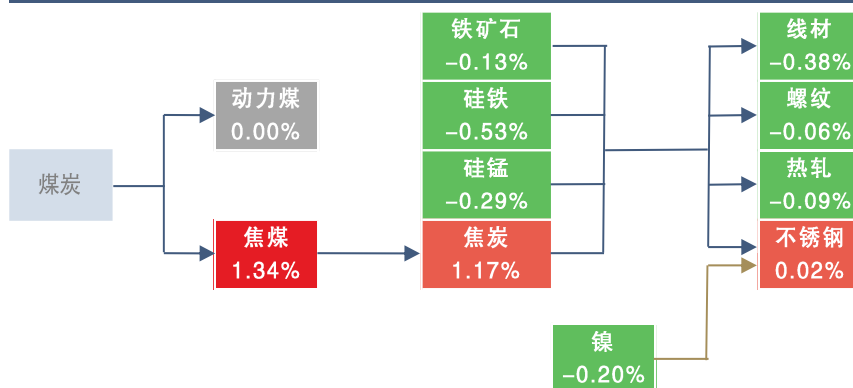 铁矿石
-0.13%
线材
-0.38%
动力煤
0.00%
硅铁
-0.53%
螺纹
-0.06%
煤炭
硅锰
-0.29%
热轧
-0.09%
焦煤
1.34%
焦炭
1.17%
不锈钢
0.02%
镍
-0.20%